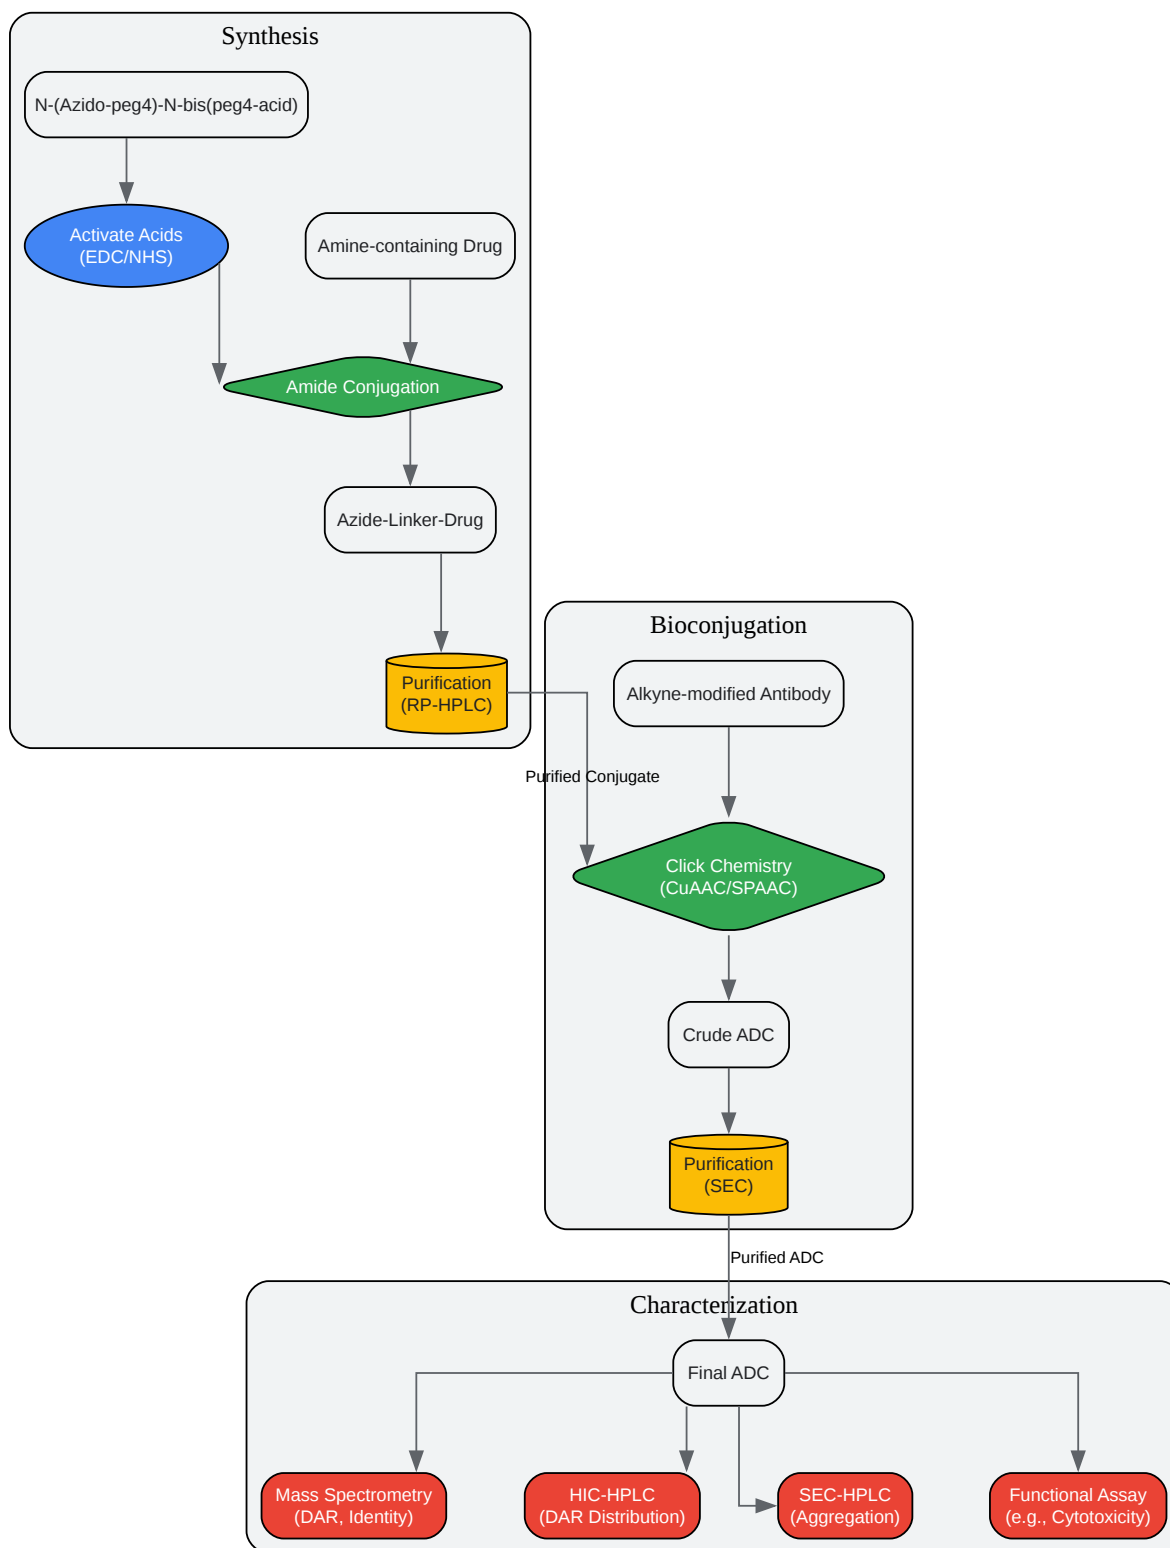 Synthesis
N-(Azido-peg4)-N-bis(peg4-acid)
Activate Acids
(EDC/NHS)
Amine-containing Drug
Amide Conjugation
Azide-Linker-Drug
Purification
(RP-HPLC)
Bioconjugation
Alkyne-modified Antibody
Purified Conjugate
Click Chemistry
(CuAAC/SPAAC)
Crude ADC
Purification
(SEC)
Purified ADC
Characterization
Final ADC
Mass Spectrometry
(DAR, Identity)
HIC-HPLC
(DAR Distribution)
SEC-HPLC
(Aggregation)
Functional Assay
(e.g., Cytotoxicity)